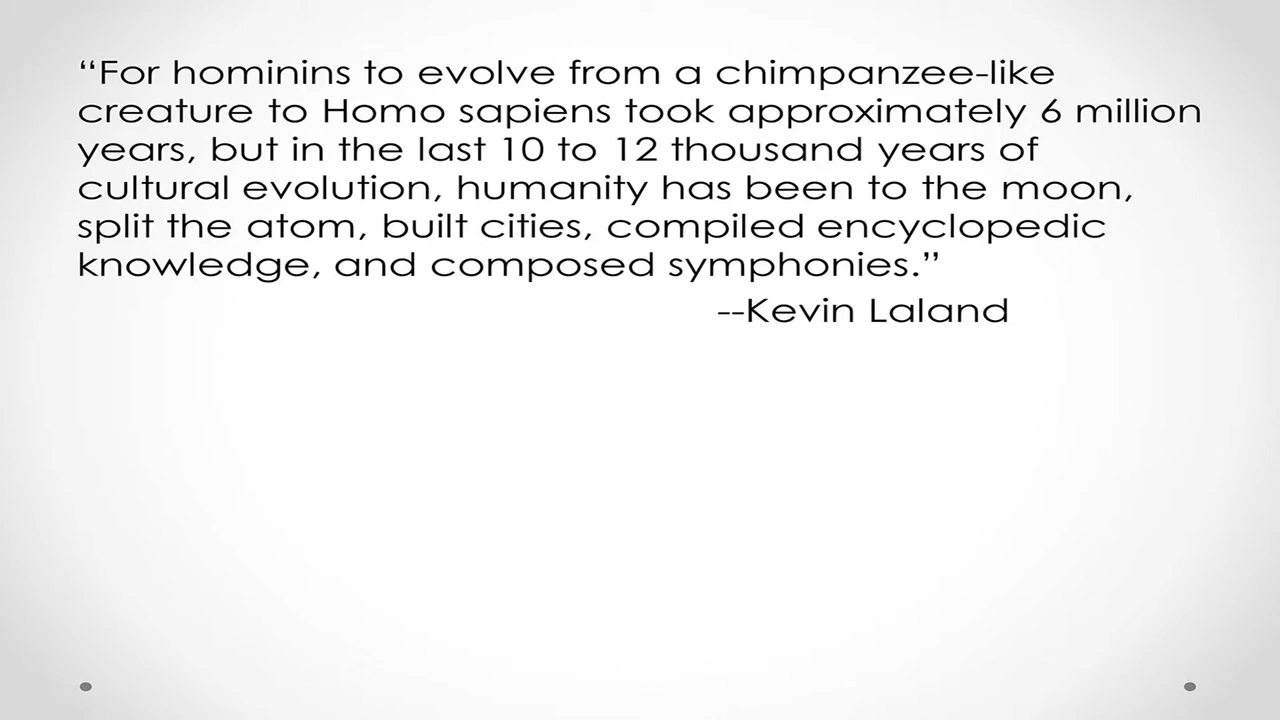 “For hominins to evolve from a chimpanzee-like
creature to Homo sapiens took approximately 6 million
years, but in the last 10 to 12 thousand years of
cultural evolution, humanity has been to the moon,
split the atom, built cities, compiled encyclopedic
knowledge, and composed symphonies.”
--Kevin Laland